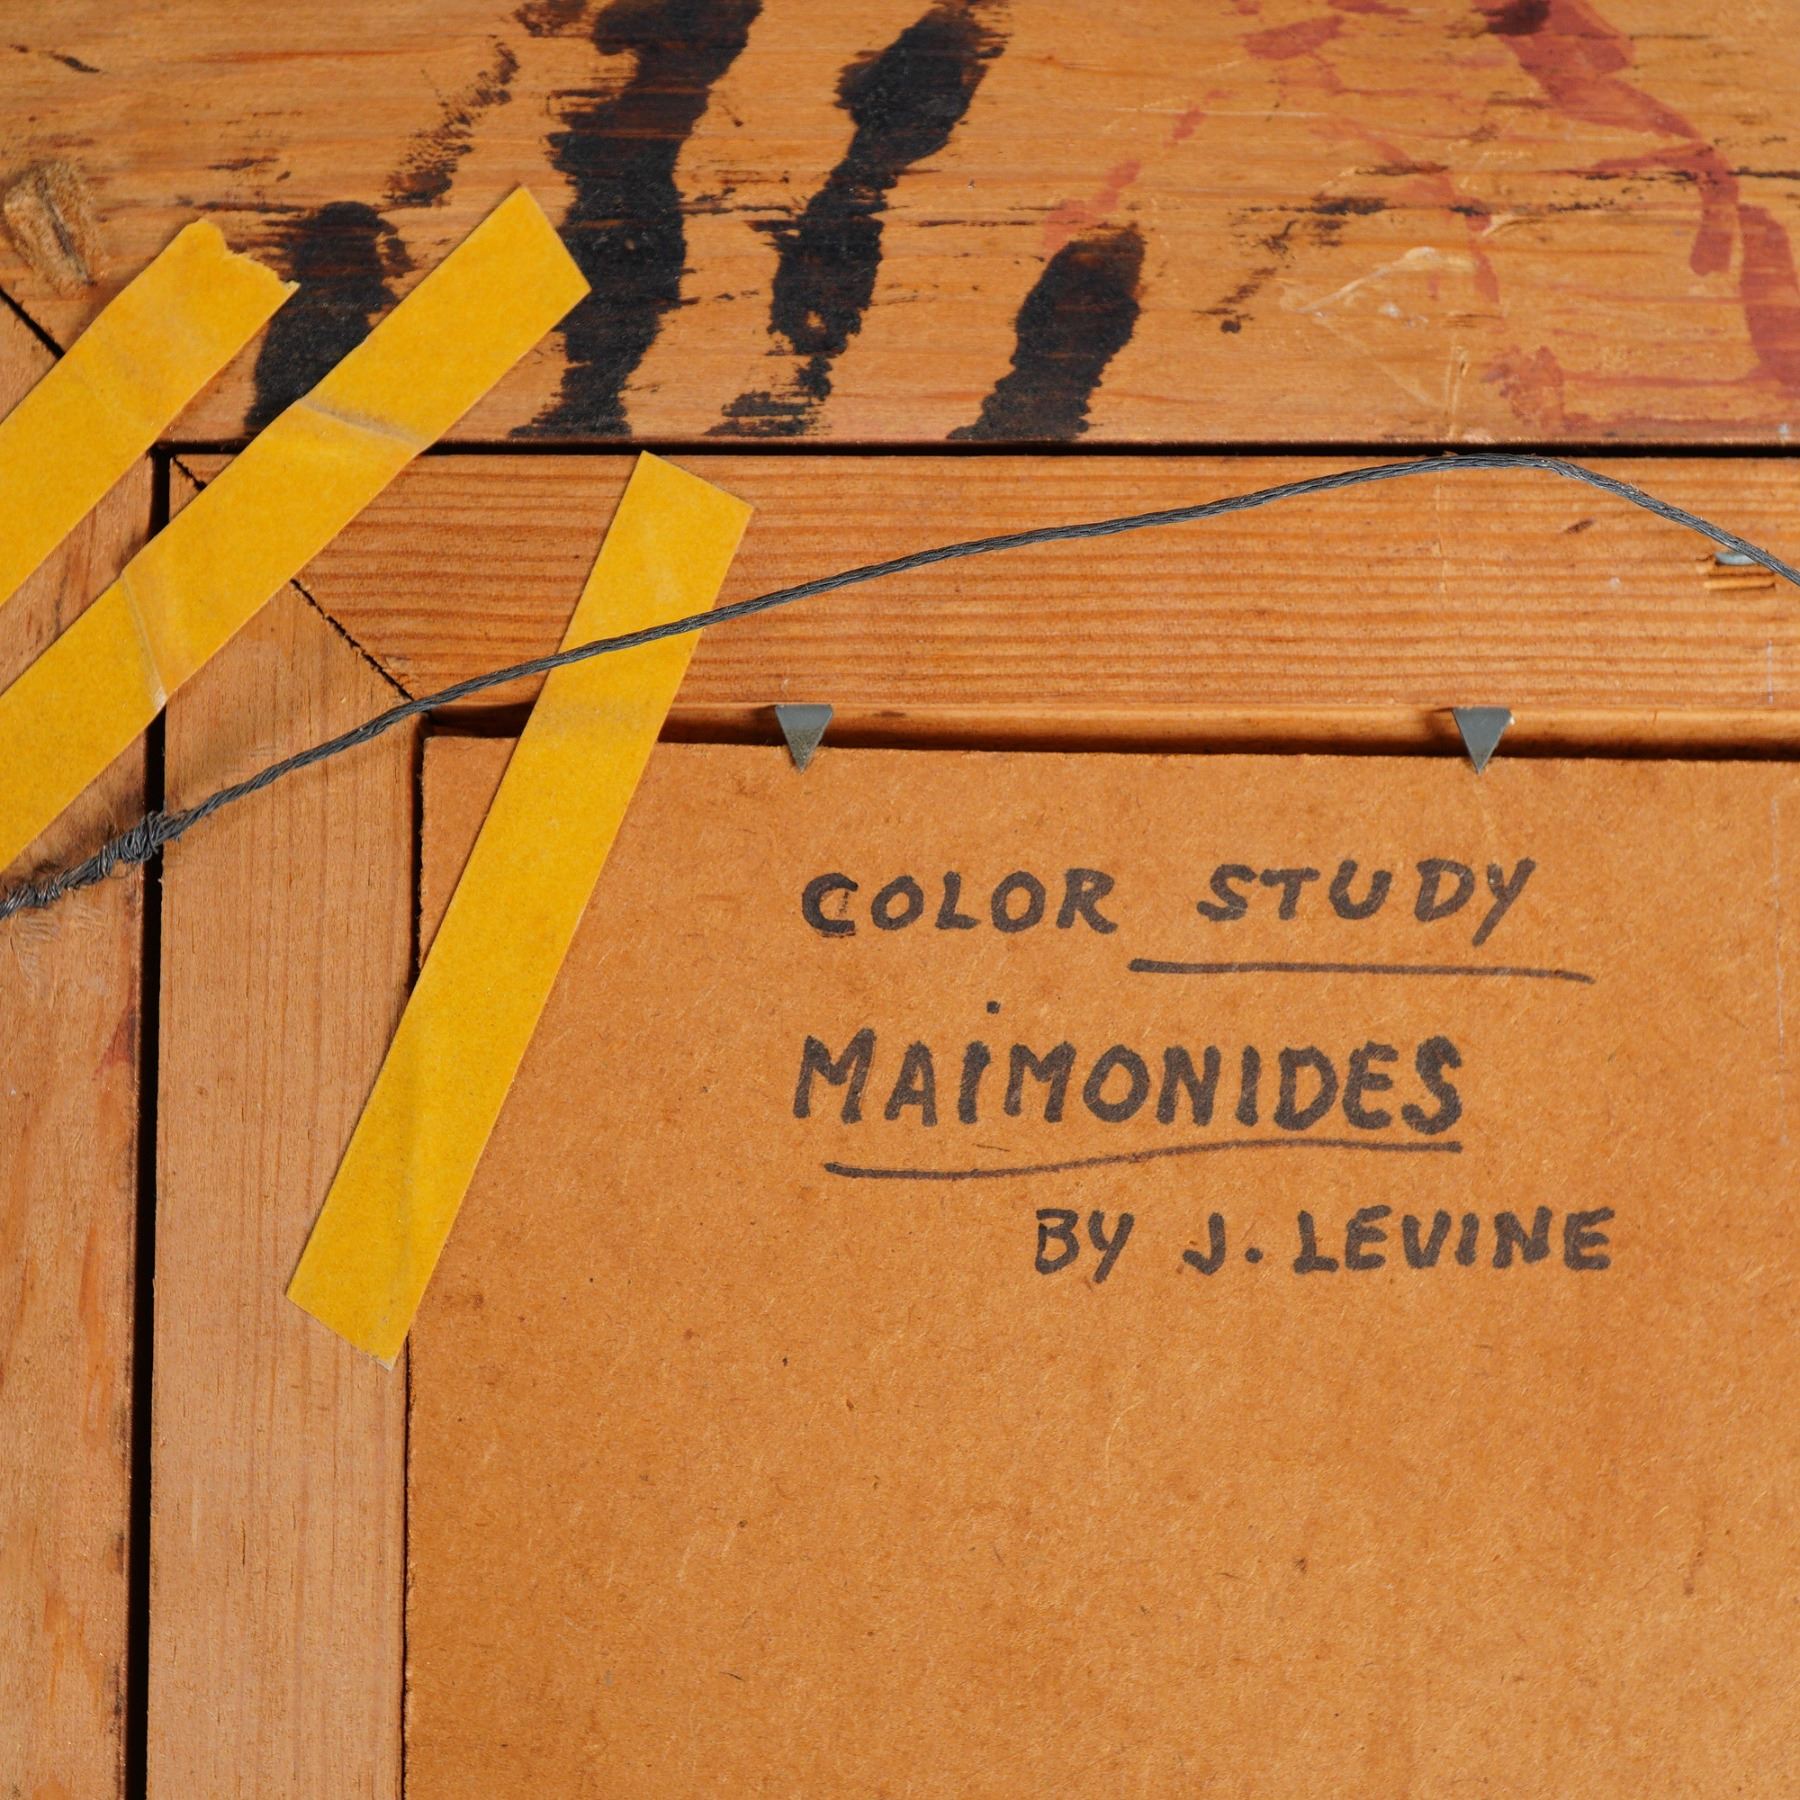 COLOR STUDY
MAiMONIDES
BY J. LEVINE